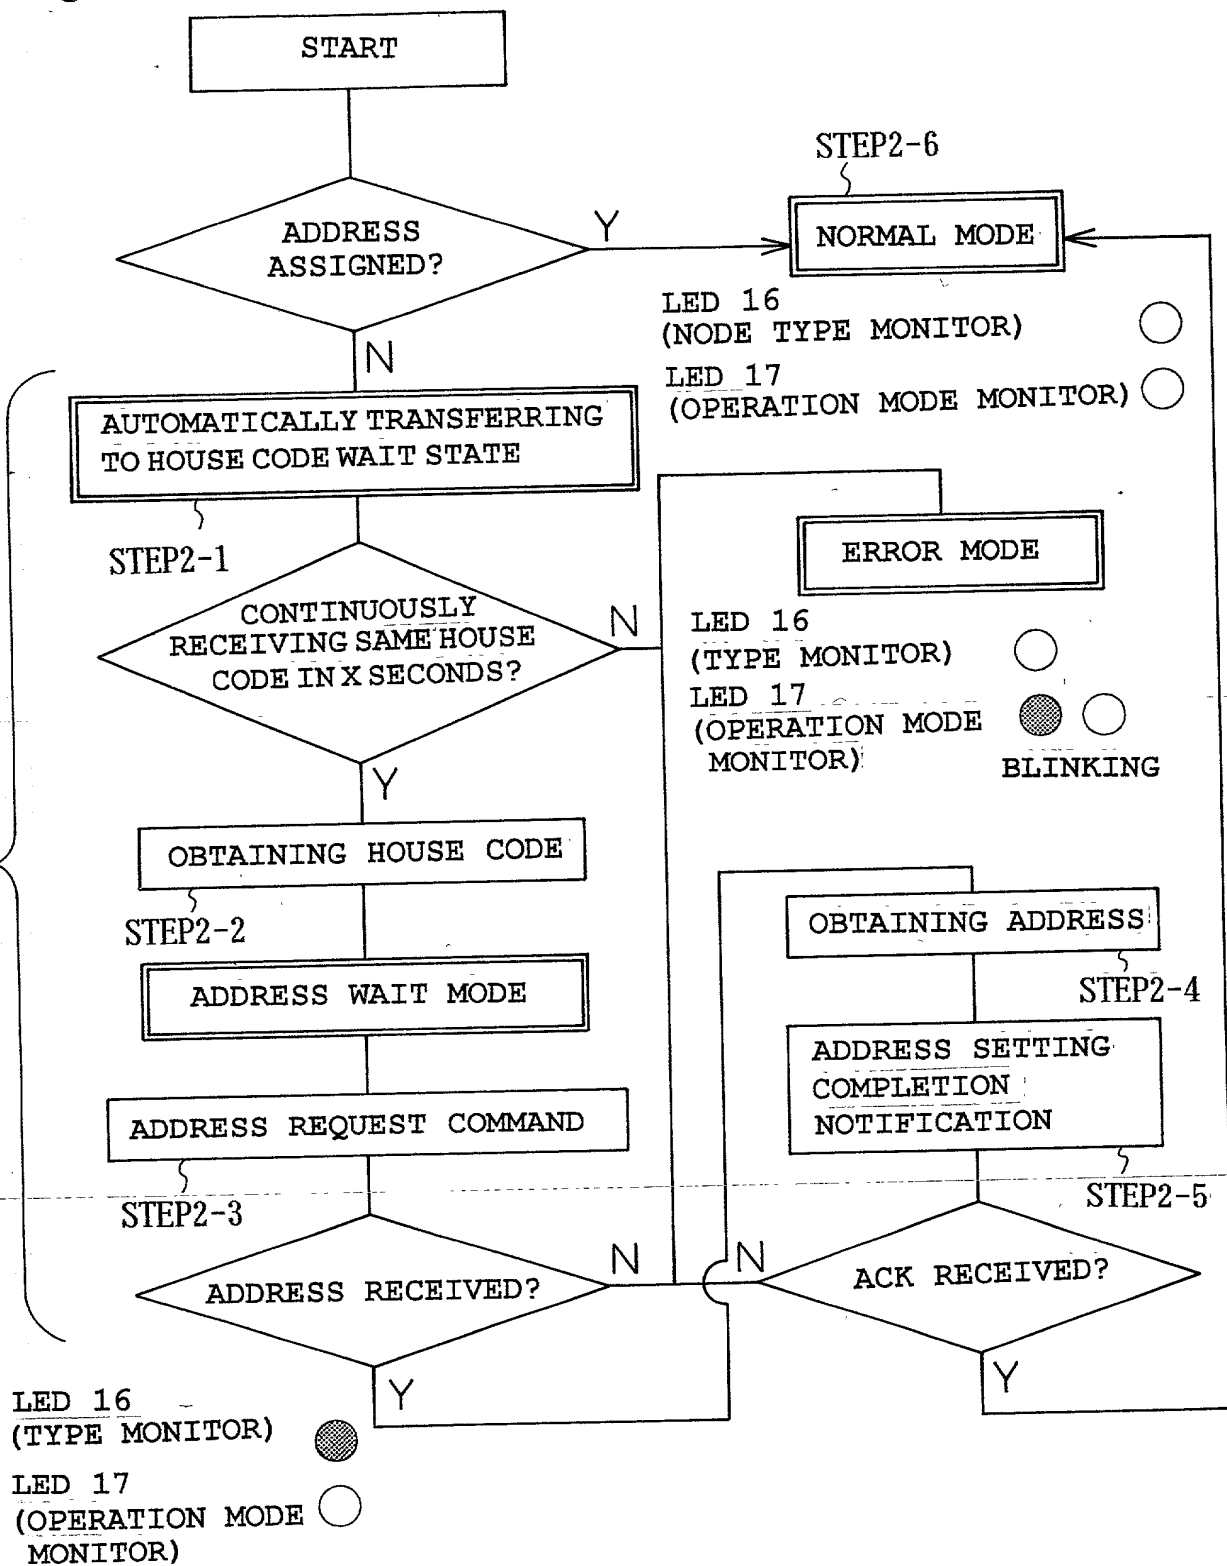 START
STEP2-6
ADDRESS
ASSIGNED?
Y
NORMAL MODE
LED 16
(NODE TYPE MONITOR)
LED 17
(OPERATION MODE MONITOR)
N
AUTOMATICALLY TRANSFERRING
TO HOUSE CODE WAIT STATE
STEP2-1
ERROR MODE
CONTINUOUSLY
RECEIVING SAME HOUSE
CODE IN X SECONDS?
N
LED 16
(TYPE MONITOR)
LED 17
(OPERATION MODE
MONITOR)
BLINKING
Y
OBTAINING HOUSE CODE
STEP2-2
OBTAINING ADDRESS
STEP2-4
ADDRESS WAIT MODE
ADDRESS SETTING
COMPLETION
NOTIFICATION
STEP2-5
ADDRESS REQUEST COMMAND
STEP2-3
ADDRESS RECEIVED?
N
N
ACK RECEIVED?
Y
Y
LED 16
(TYPE MONITOR)
LED 17
(OPERATION MODE
MONITOR)